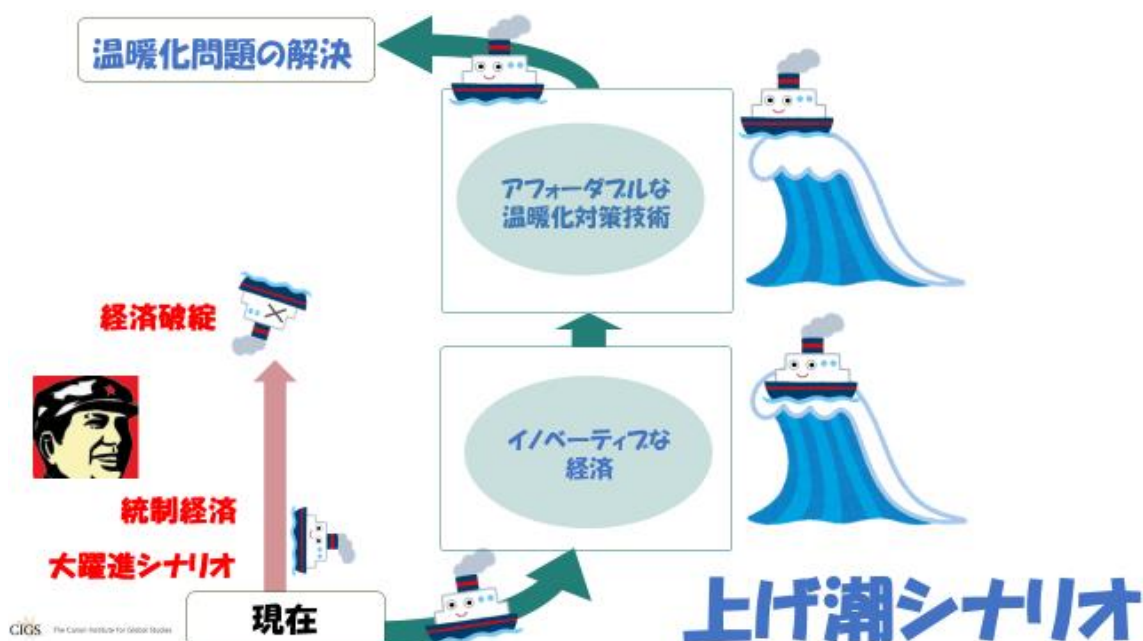 温暖化問題の解決
アフォーダブルな
温暖化対策技術
経済破綻
イノベーティブな
経済
統制経済
大躍進シナリオ
現在
上げ潮シナリオ
CIGS The Canon Institute for Global Studies